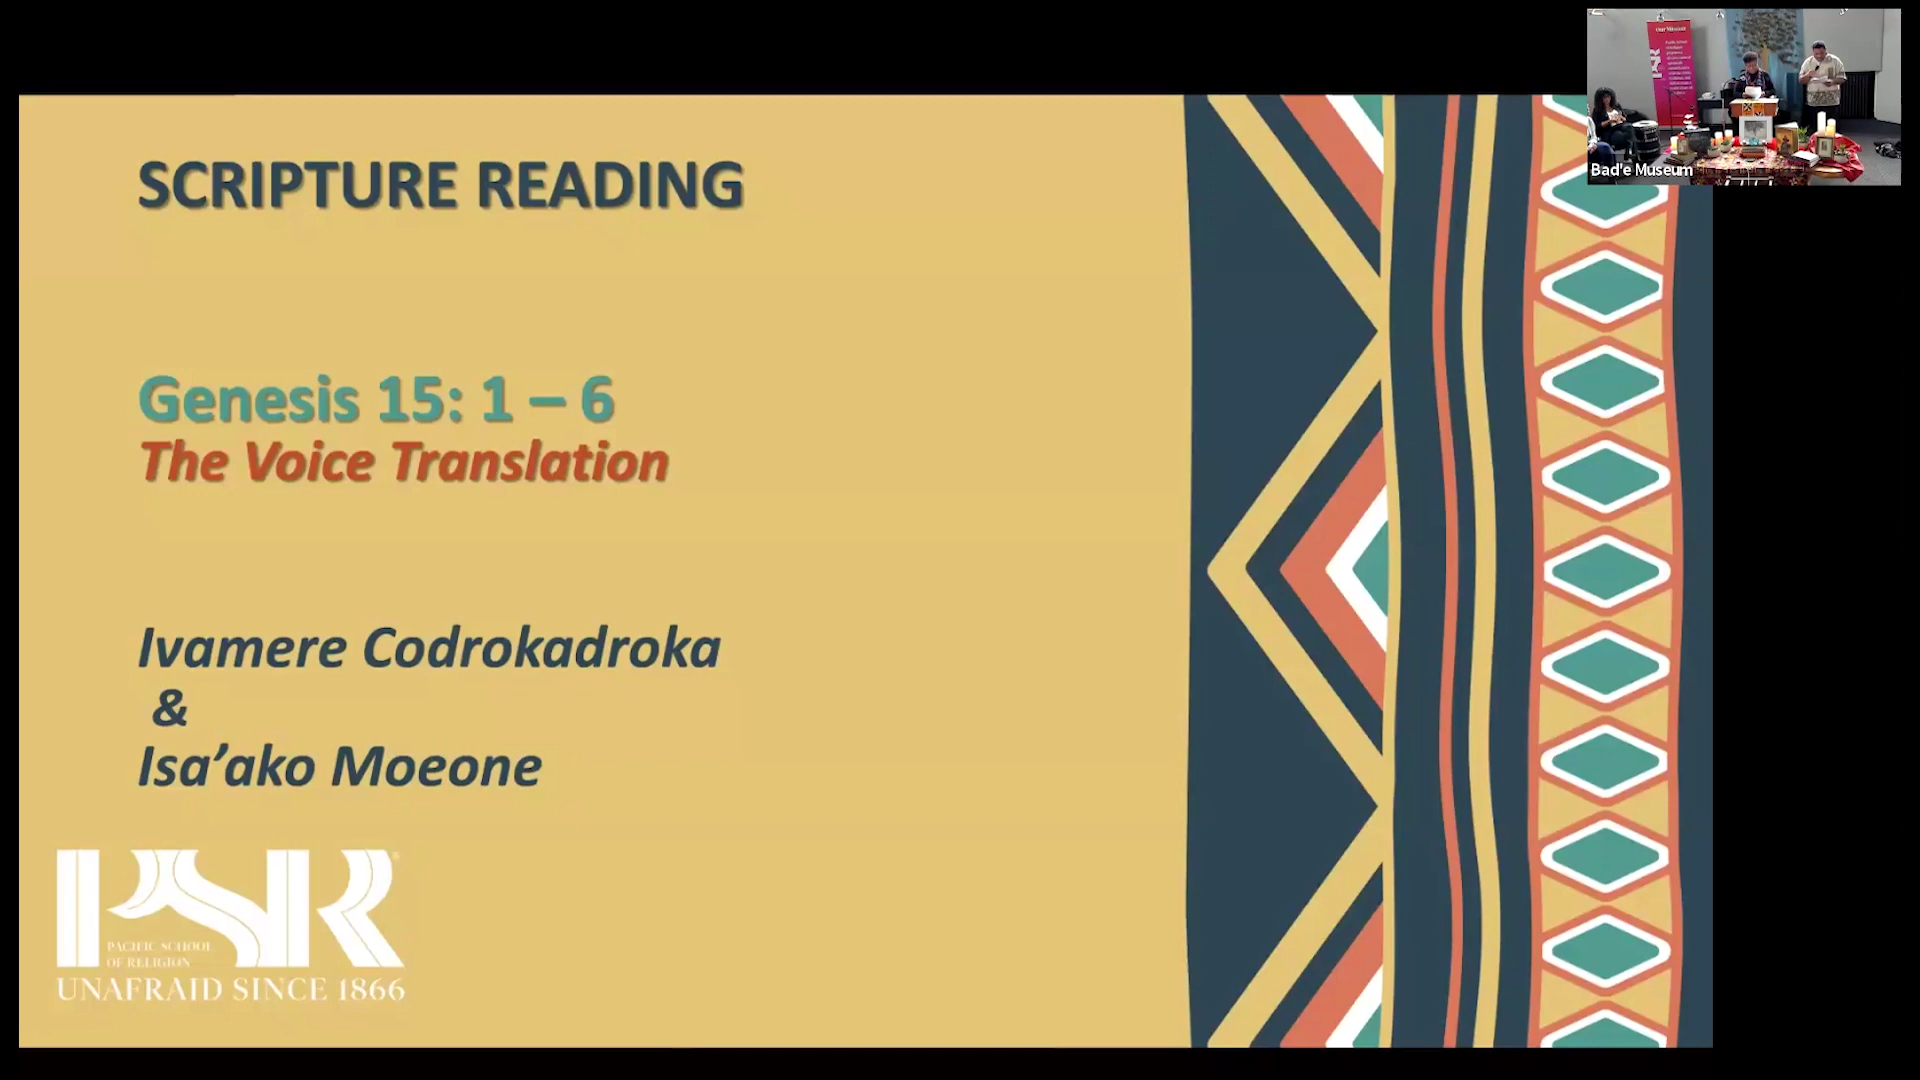 SCRIPTURE READING
Genesis 15: 1 – 6
The Voice Translation
Ivamere Codrokadroka
&
Isa’ako Moeone
PSR
PACIFIC SCHOOL
OF RELIGION
UNAFRAID SINCE 1866
Bad'e Museum